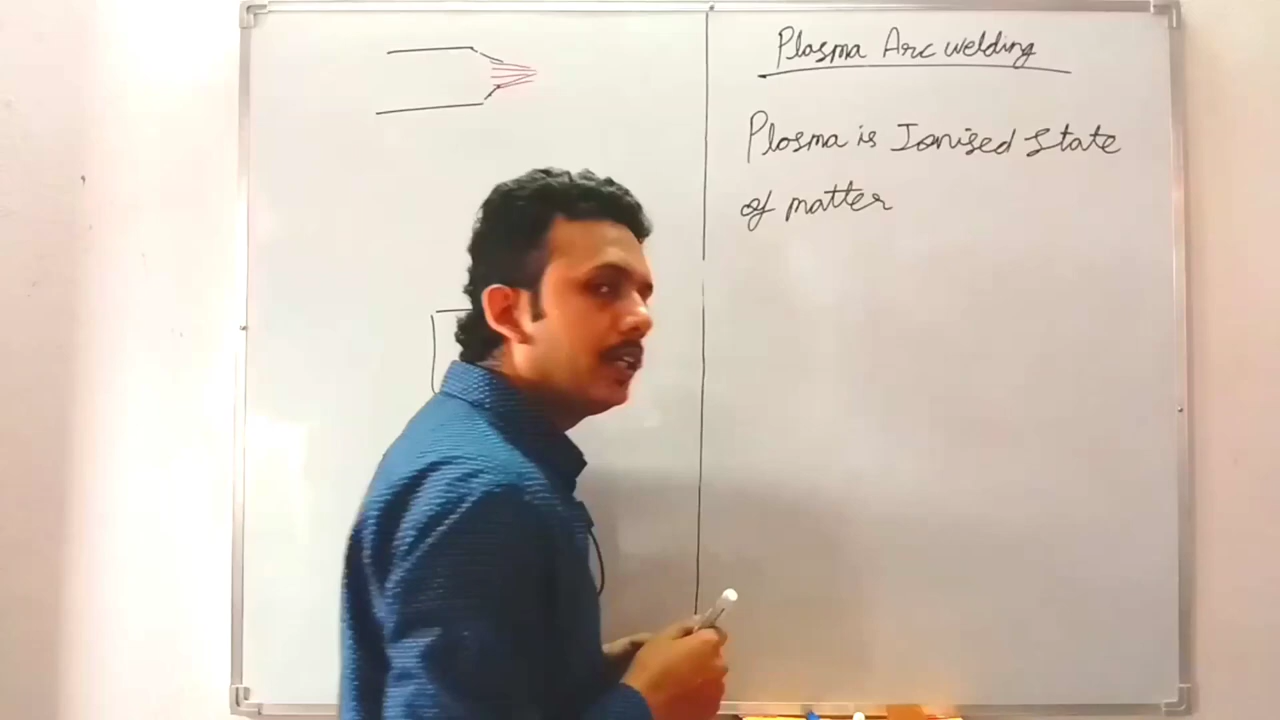 Plasma Arc welding
Plasma is Ionised State
of matter